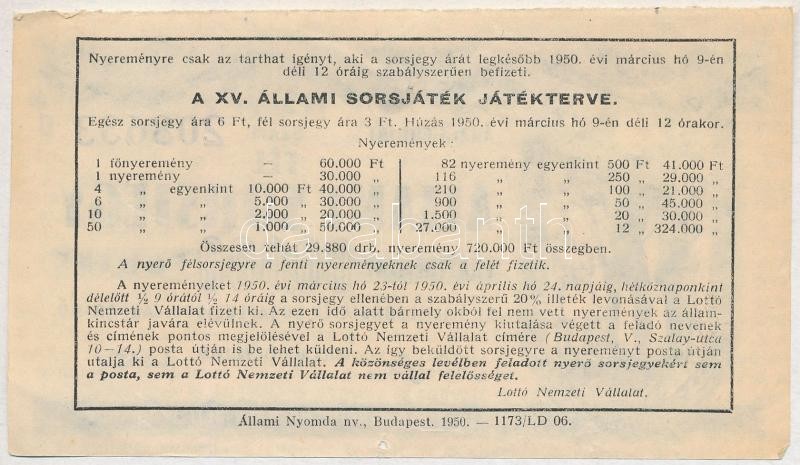 Nyereményre csak az tarthat igényt, aki a sorsjegy árát legkésőbb 1950. évi március hó 9-én
déli 12 óráig szabályszerűen befizeti.
A XV. ÁLLAMI SORSJÁTÉK JÁTÉKTERVE.
Egész sorsjegy ára 6 Ft, fél sorsjegy ára 3 Ft. Húzás 1950. évi március hó 9-én déli 12 órakor.
Nyeremények:
1 főnyeremény — 60.000 Ft 82 nyeremény egyenkint 500 Ft 41.000 Ft
1 nyeremény — 30.000 „ 116 „ „ 250 „ 29.000 „
4 „ egyenkint 10.000 Ft 40.000 „ 210 „ „ 100 „ 21.000 „
6 „ „ 5.000 „ 30.000 „ 900 „ „ 50 „ 45.000 „
10 „ „ 2.000 „ 20.000 „ 1.500 „ „ 20 „ 30.000 „
50 „ „ 1.000 „ 50.000 „ 27.000 „ „ 12 „ 324.000 „
Összesen tehát 29.880 drb. nyeremény 720.000 Ft összegben.
A nyerő félsorsjegyre a fenti nyereményeknek csak a felét fizetik.
A nyereményeket 1950. évi március hó 23-tól 1950. évi április hó 24. napjáig, hétköznaponkint
délelőtt ½ 9 órától ½ 14 óráig a sorsjegy ellenében a szabályszerű 20% illeték levonásával a Lottó
Nemzeti Vállalat fizeti ki. Az ezen idő alatt bármely okból fel nem vett nyeremények az állam-
kincstár javára elévülnek. A nyerő sorsjegyet a nyeremény kiutalása végett a feladó nevenek
és címének pontos megjelölésével a Lottó Nemzeti Vállalat címére (Budapest, V., Szalay-utca
10—14.) posta útján is be lehet küldeni. Az így beküldött sorsjegyre a nyereményt posta útján
utalja ki a Lottó Nemzeti Vállalat. A közönséges levélben feladott nyerő sorsjegyekért sem
a posta, sem a Lottó Nemzeti Vállalat nem vállal felelősséget.
Lottó Nemzeti Vállalat.
Állami Nyomda nv., Budapest. 1950. — 1173/LD 06.
darabanth